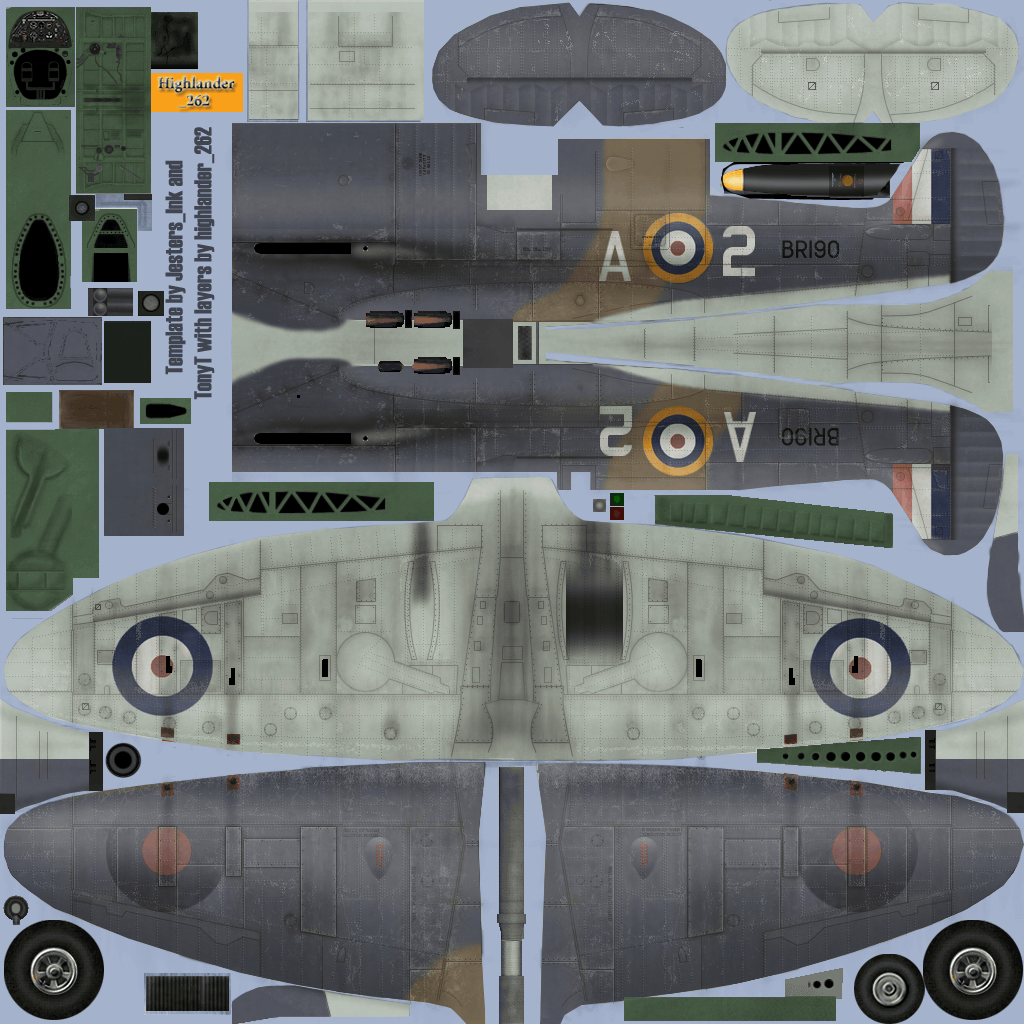 Highlander
_262
Template by Jesters_Ink and
TonyT with layers by highlander_262
A
2
BR190
2
A
BR190